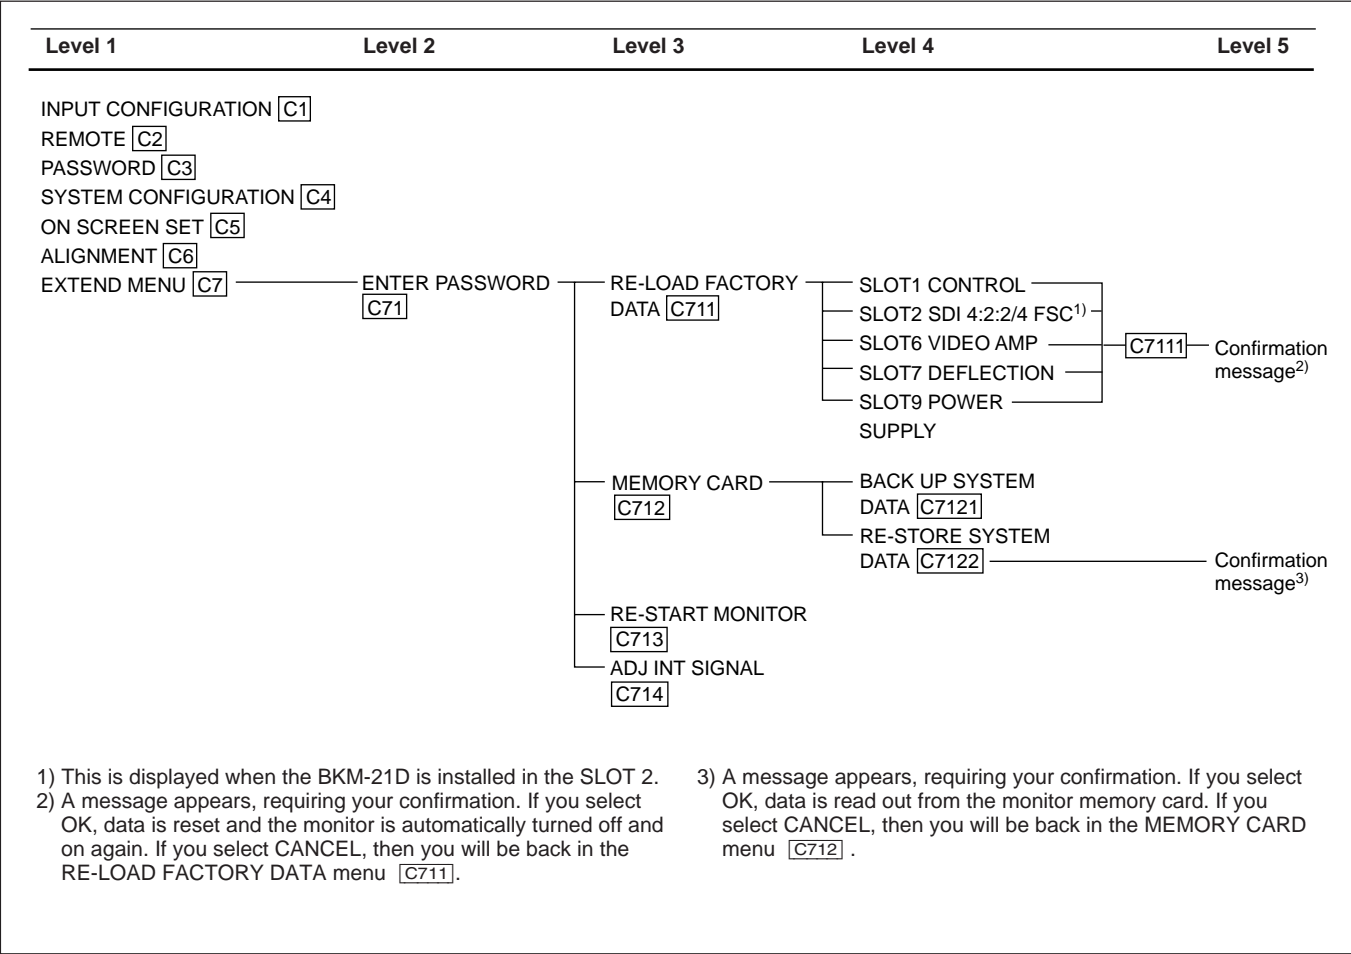 Level 1 Level 2 Level 3 Level 4 Level 5
INPUT CONFIGURATION C1
REMOTE C2
PASSWORD C3
SYSTEM CONFIGURATION C4
ON SCREEN SET C5
ALIGNMENT C6
EXTEND MENU C7
ENTER PASSWORD
C71
RE-LOAD FACTORY
DATA C711
SLOT1 CONTROL
SLOT2 SDI 4:2:2/4 FSC1)
SLOT6 VIDEO AMP
SLOT7 DEFLECTION
SLOT9 POWER
SUPPLY
C7111
Confirmation
message2)
MEMORY CARD
C712
BACK UP SYSTEM
DATA C7121
RE-STORE SYSTEM
DATA C7122
Confirmation
message3)
RE-START MONITOR
C713
ADJ INT SIGNAL
C714
1) This is displayed when the BKM-21D is installed in the SLOT 2.
2) A message appears, requiring your confirmation. If you select
OK, data is reset and the monitor is automatically turned off and
on again. If you select CANCEL, then you will be back in the
RE-LOAD FACTORY DATA menu C711.
3) A message appears, requiring your confirmation. If you select
OK, data is read out from the monitor memory card. If you
select CANCEL, then you will be back in the MEMORY CARD
menu C712 .